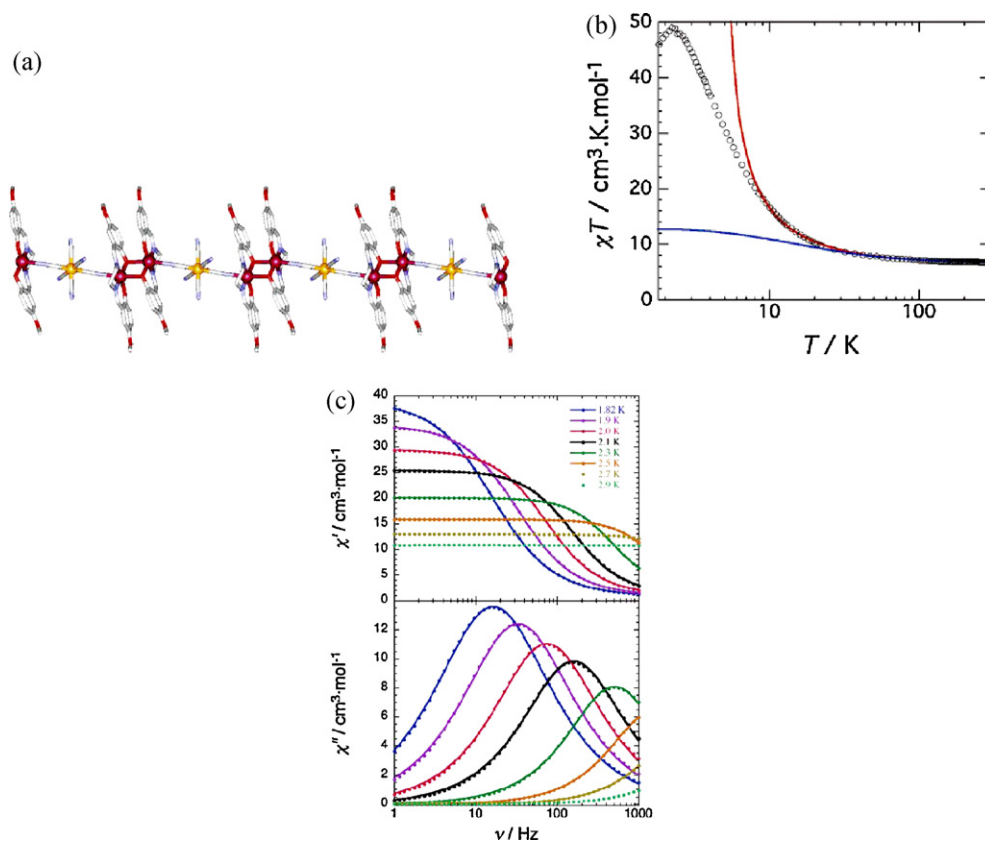 (a)
(b)
χT / cm³.K.mol⁻¹
50
40
30
20
10
0
10
100
T / K
(c)
χ' / cm³·mol⁻¹
40
35
30
25
20
15
10
5
0
1.82 K
1.9 K
2.0 K
2.1 K
2.3 K
2.5 K
2.7 K
2.9 K
χ'' / cm³·mol⁻¹
12
10
8
6
4
2
0
1
10
100
1000
ν / Hz